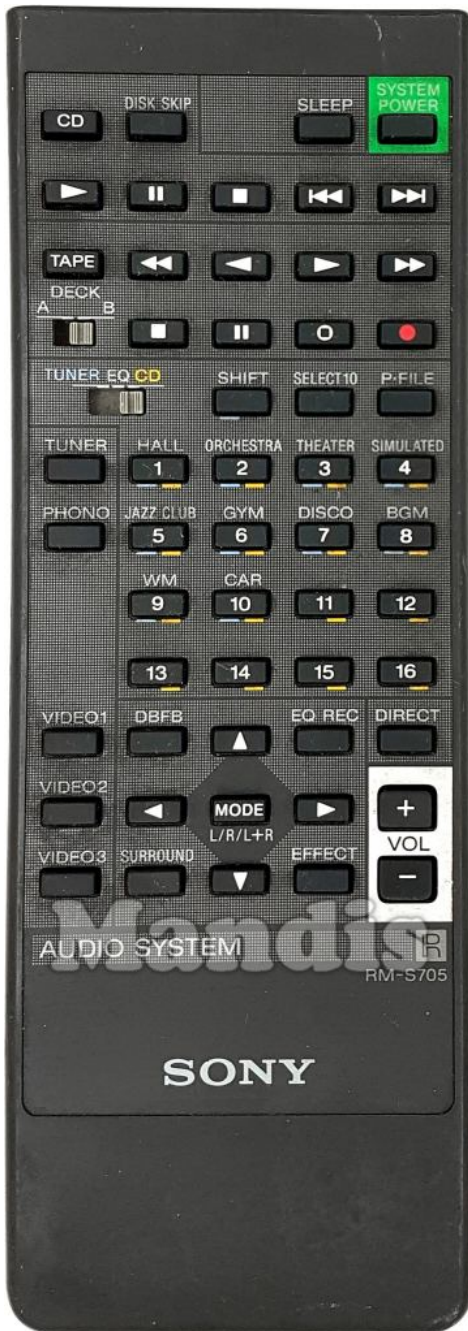 SYSTEM
DISK SKIP SLEEP POWER
CD
TAPE
DECK
A B
TUNER EQ CD SHIFT SELECT10 P·FILE
TUNER HALL ORCHESTRA THEATER SIMULATED
1 2 3 4
PHONO JAZZ CLUB GYM DISCO BGM
5 6 7 8
WM CAR
9 10 11 12
13 14 15 16
VIDEO1 DBFB EQ REC DIRECT
VIDEO2 MODE +
L/R/L+R VOL
VIDEO3 SURROUND EFFECT −
Mandis
AUDIO SYSTEM R
RM-S705
SONY